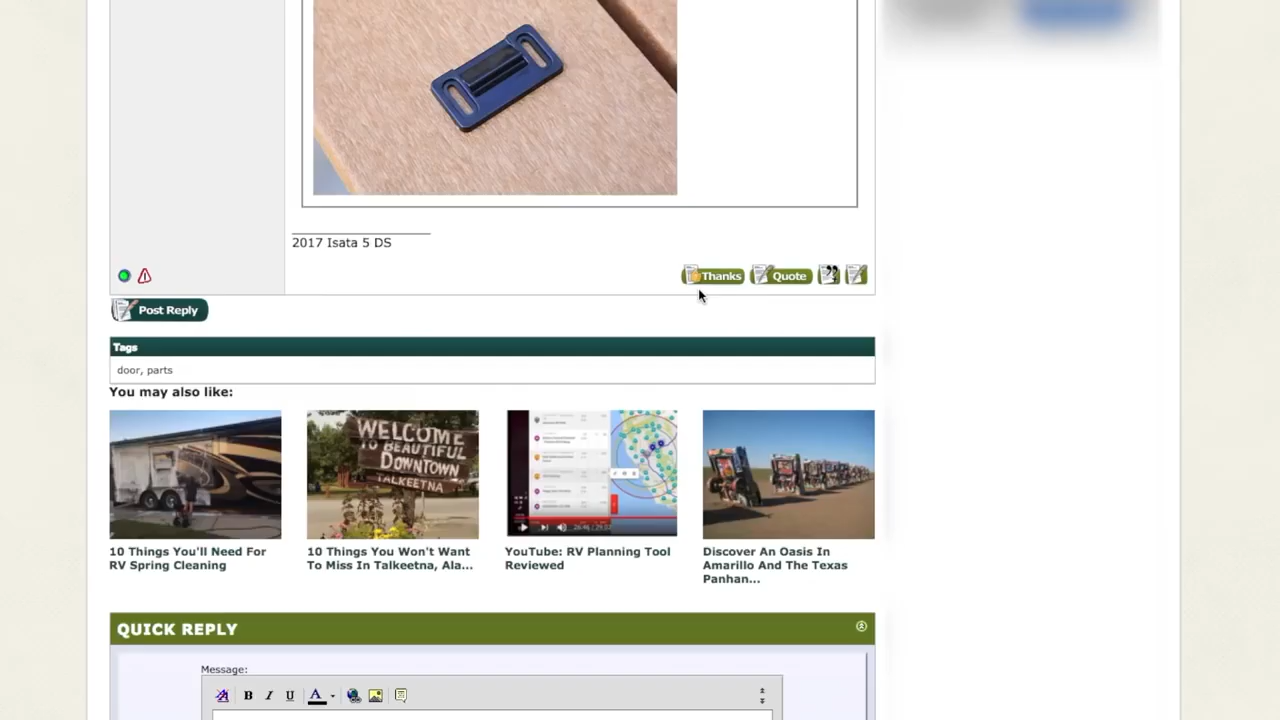 2017 Isata 5 DS
Thanks
Quote
Post Reply
Tags
door, parts
You may also like:
WELCOME
TO BEAUTIFUL
DOWNTOWN
TALKEETNA
10 Things You'll Need For
RV Spring Cleaning
10 Things You Won't Want
To Miss In Talkeetna, Ala...
YouTube: RV Planning Tool
Reviewed
Discover An Oasis In
Amarillo And The Texas
Panhan...
QUICK REPLY
Message:
B I U A